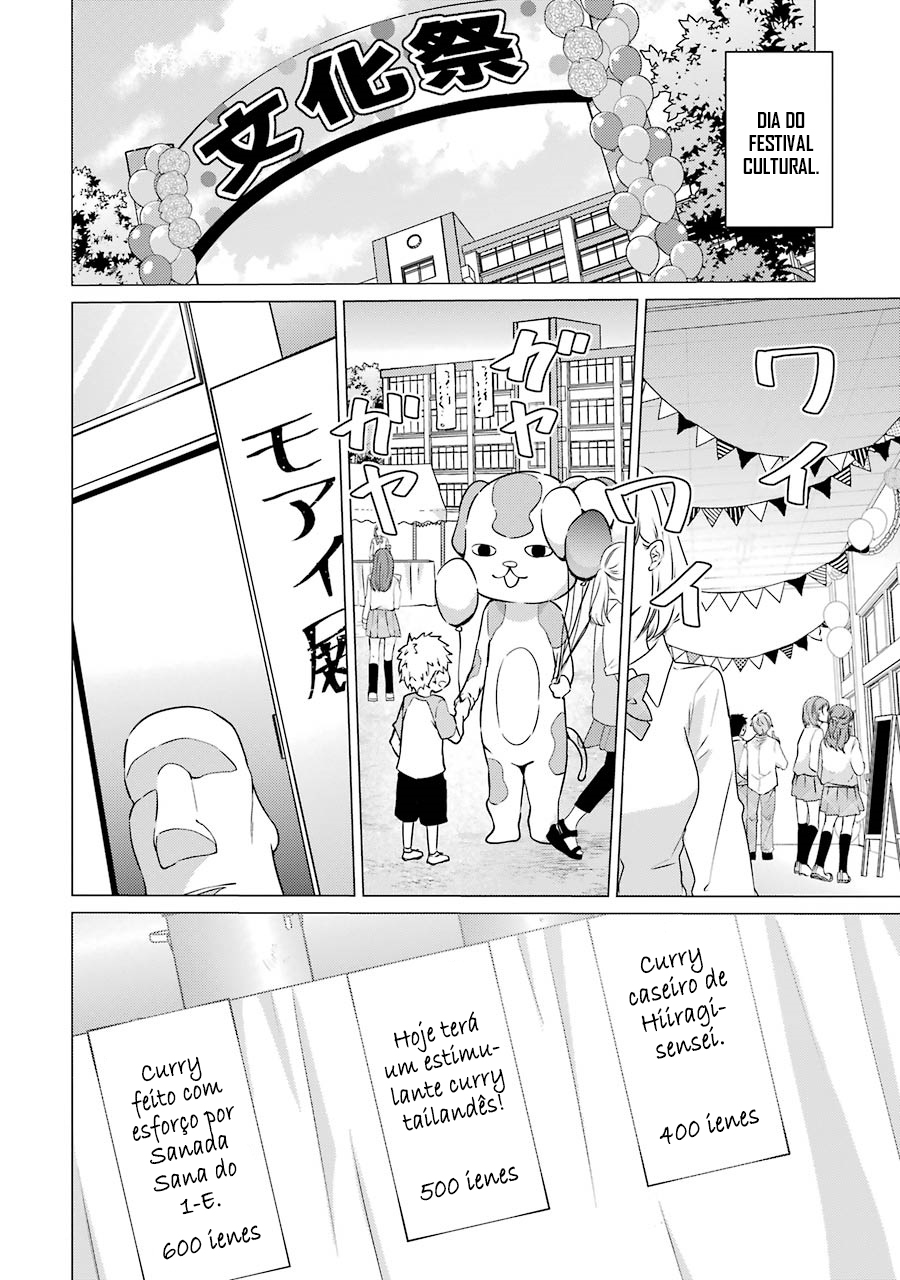 文化祭
DIA DO
FESTIVAL
CULTURAL.
ワイ
ワイ
ガヤ
ガヤ
モアイ展
Curry
caseiro de
Hiiragi-
sensei.
400 ienes
Hoje terá
um estimu-
lante curry
tailandês!
500 ienes
Curry
feito com
esforço por
Sanada
Sana do
1-E.
600 ienes